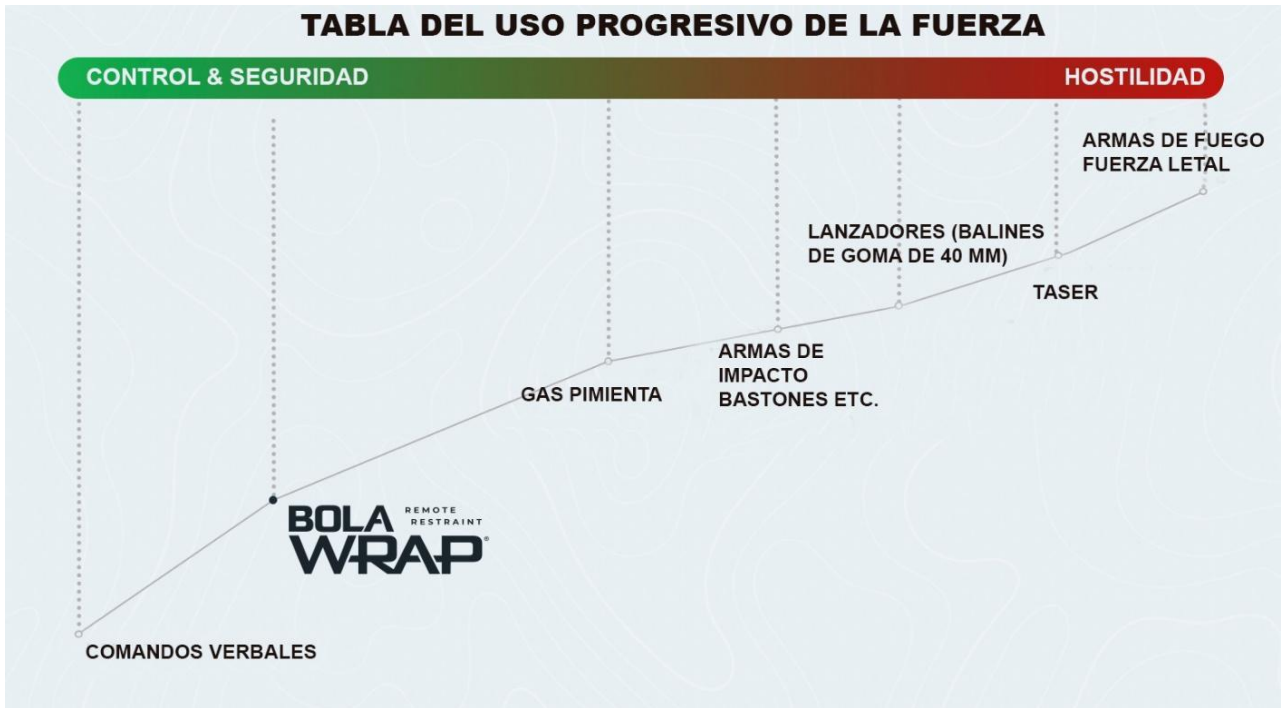 TABLA DEL USO PROGRESIVO DE LA FUERZA
CONTROL & SEGURIDAD
HOSTILIDAD
ARMAS DE FUEGO
FUERZA LETAL
LANZADORES (BALINES
DE GOMA DE 40 MM)
TASER
ARMAS DE
IMPACTO
BASTONES ETC.
GAS PIMIENTA
BOLA REMOTE
RESTRAINT
WRAP®
COMANDOS VERBALES